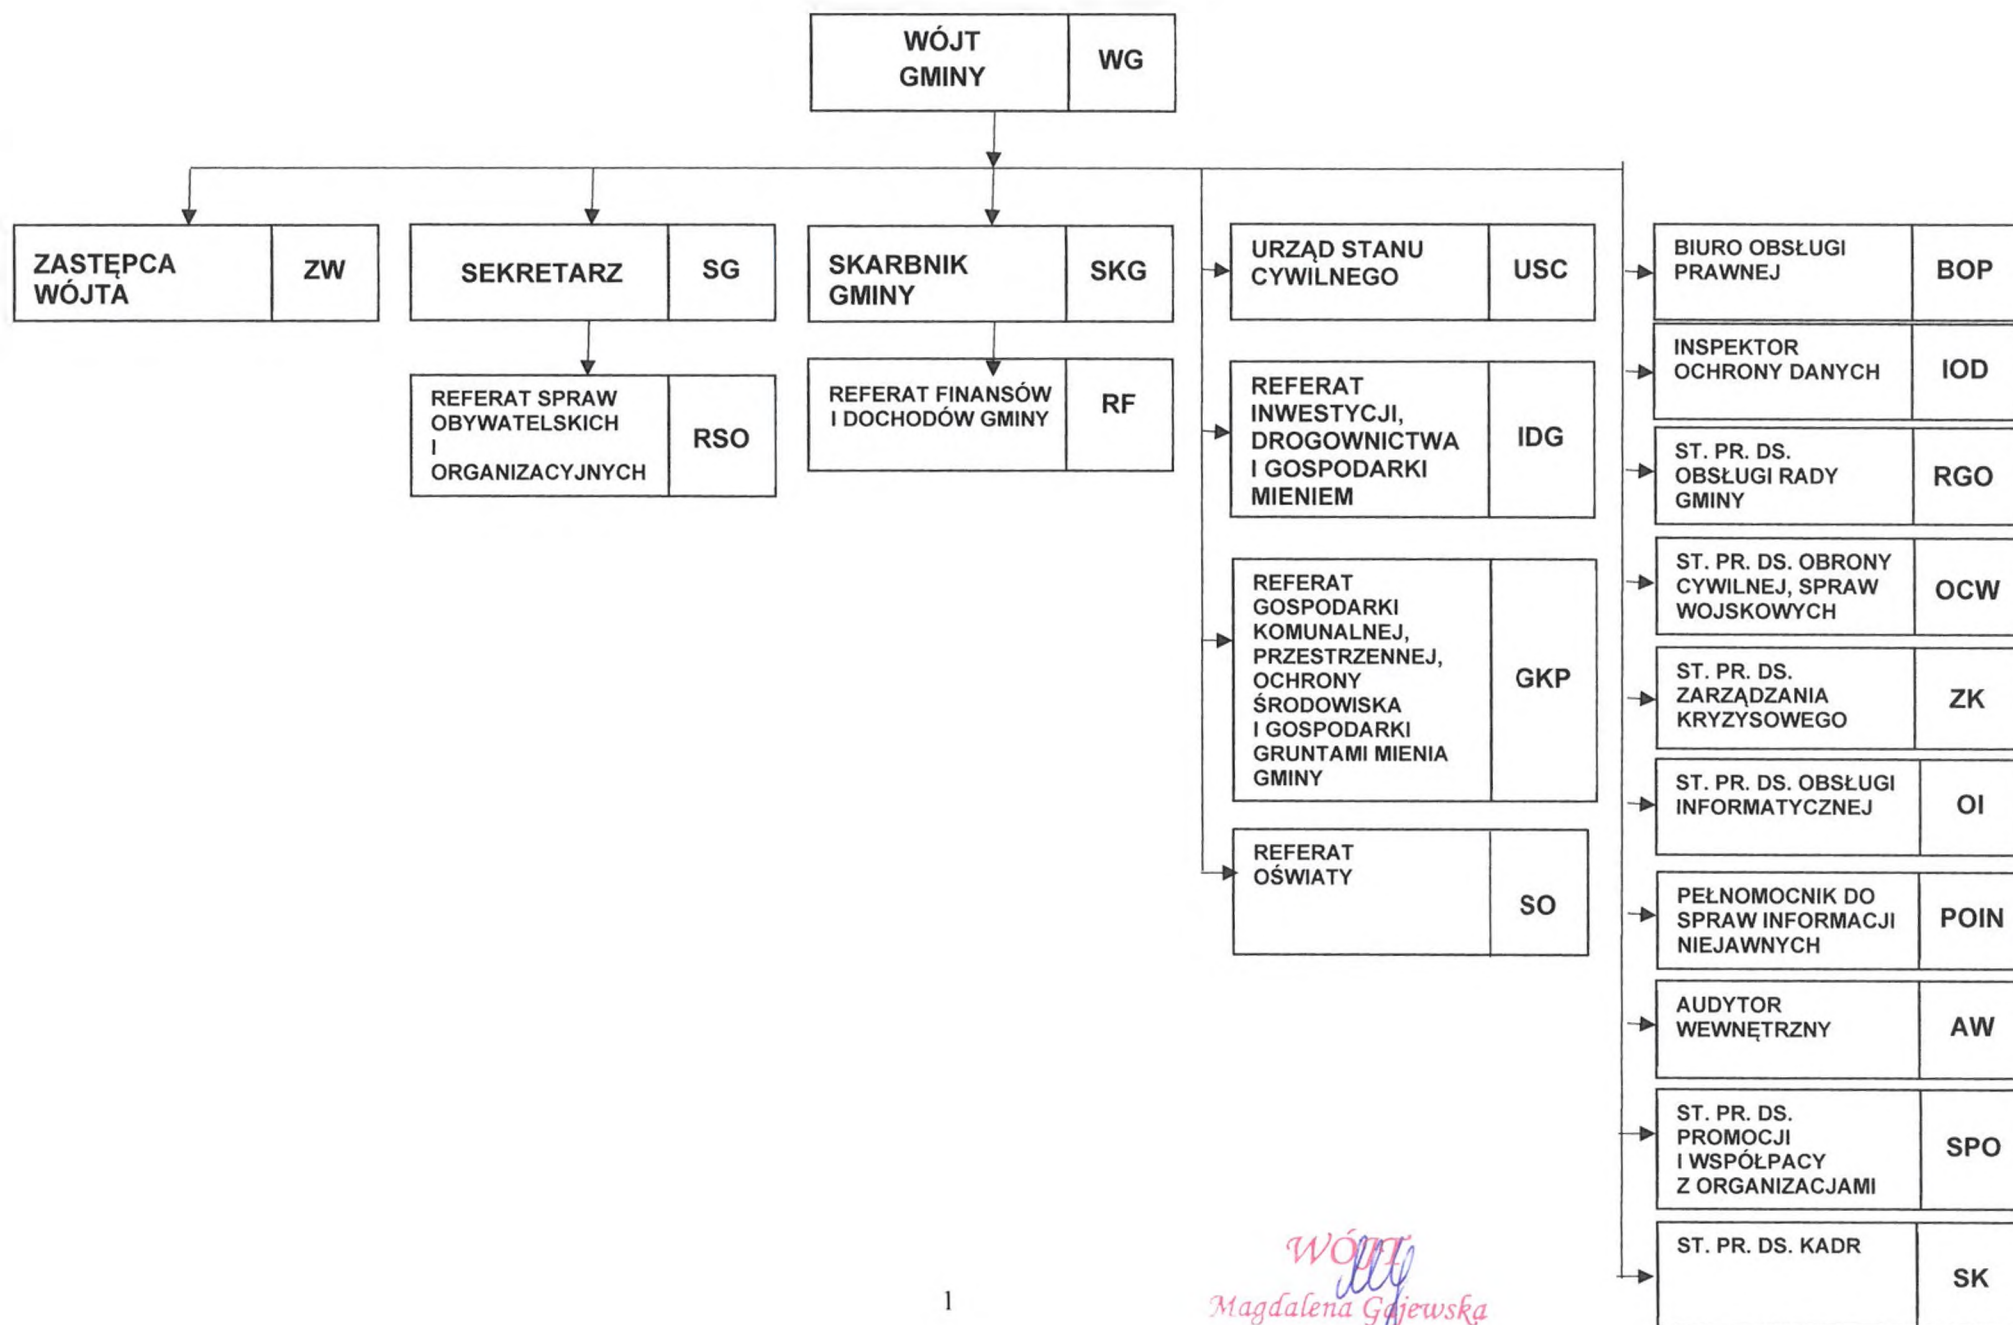 WÓJT
GMINY
WG
ZASTĘPCA
WÓJTA
ZW
SEKRETARZ
SG
REFERAT SPRAW
OBYWATELSKICH
I
ORGANIZACYJNYCH
RSO
SKARBNIK
GMINY
SKG
REFERAT FINANSÓW
I DOCHODÓW GMINY
RF
URZĄD STANU
CYWILNEGO
USC
REFERAT
INWESTYCJI,
DROGOWNICTWA
I GOSPODARKI
MIENIEM
IDG
REFERAT
GOSPODARKI
KOMUNALNEJ,
PRZESTRZENNEJ,
OCHRONY
ŚRODOWISKA
I GOSPODARKI
GRUNTAMI MIENIA
GMINY
GKP
REFERAT
OŚWIATY
SO
BIURO OBSŁUGI
PRAWNEJ
BOP
INSPEKTOR
OCHRONY DANYCH
IOD
ST. PR. DS.
OBSŁUGI RADY
GMINY
RGO
ST. PR. DS. OBRONY
CYWILNEJ, SPRAW
WOJSKOWYCH
OCW
ST. PR. DS.
ZARZĄDZANIA
KRYZYSOWEGO
ZK
ST. PR. DS. OBSŁUGI
INFORMATYCZNEJ
OI
PEŁNOMOCNIK DO
SPRAW INFORMACJI
NIEJAWNYCH
POIN
AUDYTOR
WEWNĘTRZNY
AW
ST. PR. DS.
PROMOCJI
I WSPÓŁPACY
Z ORGANIZACJAMI
SPO
ST. PR. DS. KADR
SK
1
WÓJT
Magdalena Gajewska